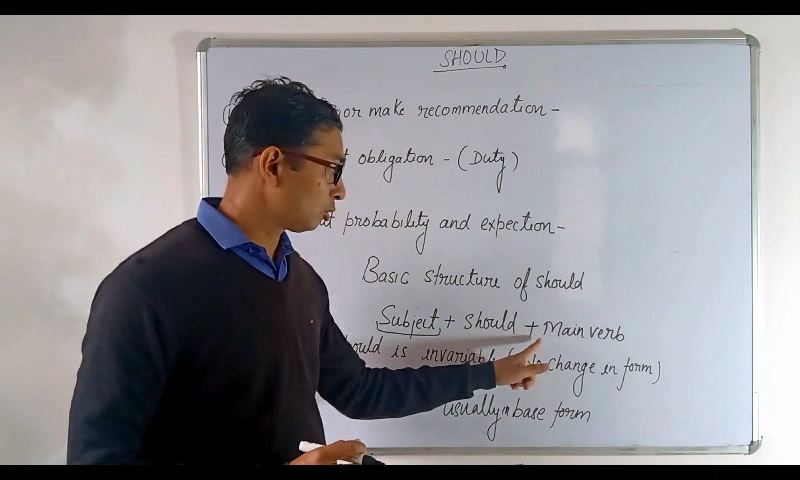 SHOULD
or make recommendation -
obligation - (Duty)
probability and expection -
Basic structure of should
Subject + should + Main verb
is invariable ( change in form)
usually in base form